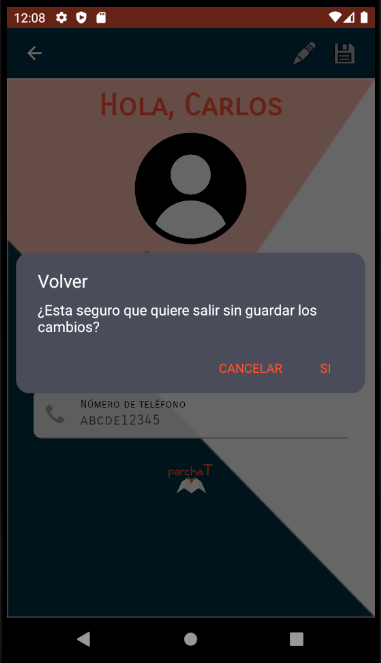 12:08
Hola, Carlos
Volver
¿Esta seguro que quiere salir sin guardar los
cambios?
CANCELAR SI
Número de teléfono
ABCDE12345
parchaT